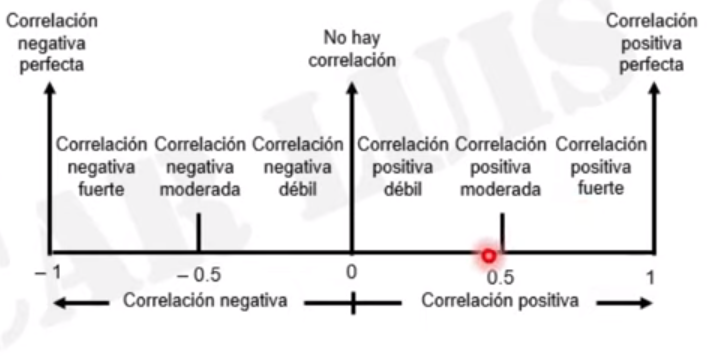 Correlación
negativa
perfecta
No hay
correlación
Correlación
positiva
perfecta
Correlación
negativa
fuerte
Correlación
negativa
moderada
Correlación
negativa
débil
Correlación
positiva
débil
Correlación
positiva
moderada
Correlación
positiva
fuerte
– 1
– 0.5
0
0.5
1
Correlación negativa
Correlación positiva
LUIS